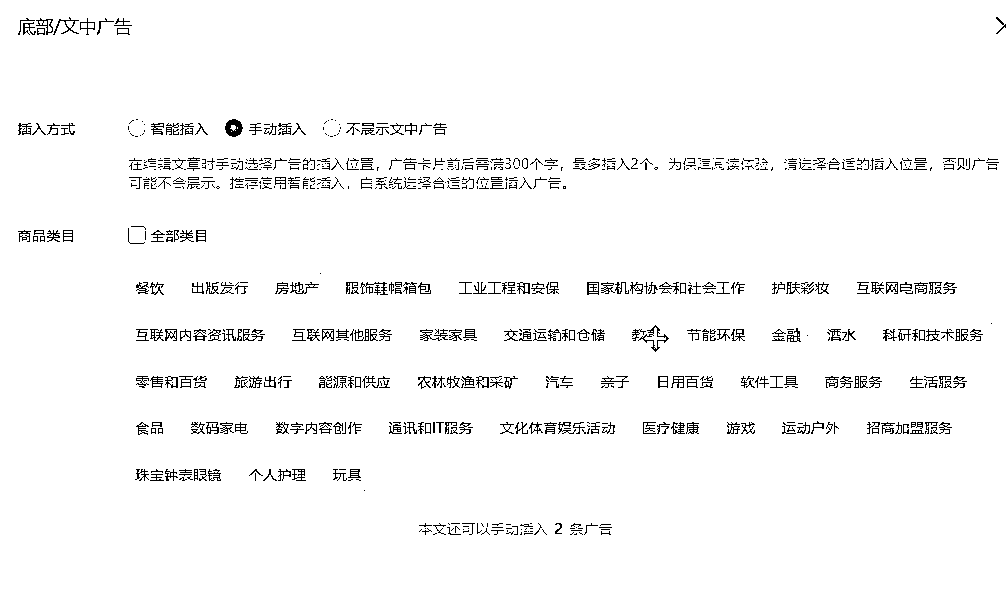 底部/文中广告
插入方式 智能插入 手动插入 不展示文中广告
在编辑文章时手动选择广告的插入位置，广告卡片前后需满300个字，最多插入2个。为保障阅读体验，请选择合适的插入位置，否则广告
可能不会展示。推荐使用智能插入，由系统选择合适的位置插入广告。
商品类目 全部类目
餐饮 出版发行 房地产 服饰鞋帽箱包 工业工程和安保 国家机构协会和社会工作 护肤彩妆 互联网电商服务
互联网内容资讯服务 互联网其他服务 家装家具 交通运输和仓储 教 节能环保 金融 酒水 科研和技术服务
零售和百货 旅游出行 能源和供应 农林牧渔和采矿 汽车 亲子 日用百货 软件工具 商务服务 生活服务
食品 数码家电 数字内容创作 通讯和IT服务 文化体育娱乐活动 医疗健康 游戏 运动户外 招商加盟服务
珠宝钟表眼镜 个人护理 玩具
本文还可以手动插入 2 条广告